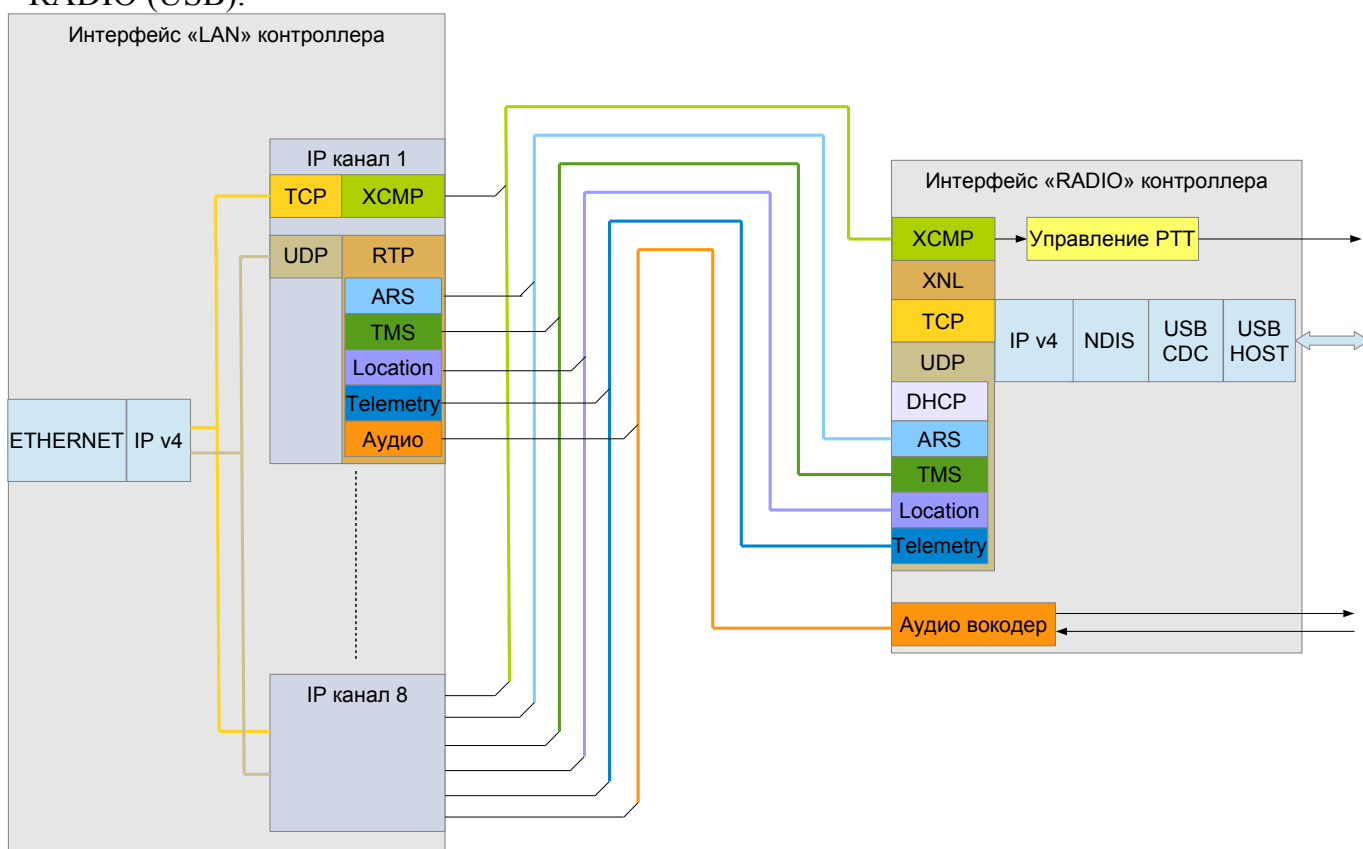 RADIO (USB).
Интерфейс «LAN» контроллера
IP канал 1
TCP
XCMP
UDP
RTP
ARS
TMS
Location
Telemetry
Аудио
ETHERNET
IP v4
IP канал 8
Интерфейс «RADIO» контроллера
XCMP
Управление PTT
XNL
TCP
UDP
IP v4
NDIS
USB
CDC
USB
HOST
DHCP
ARS
TMS
Location
Telemetry
Аудио вокодер